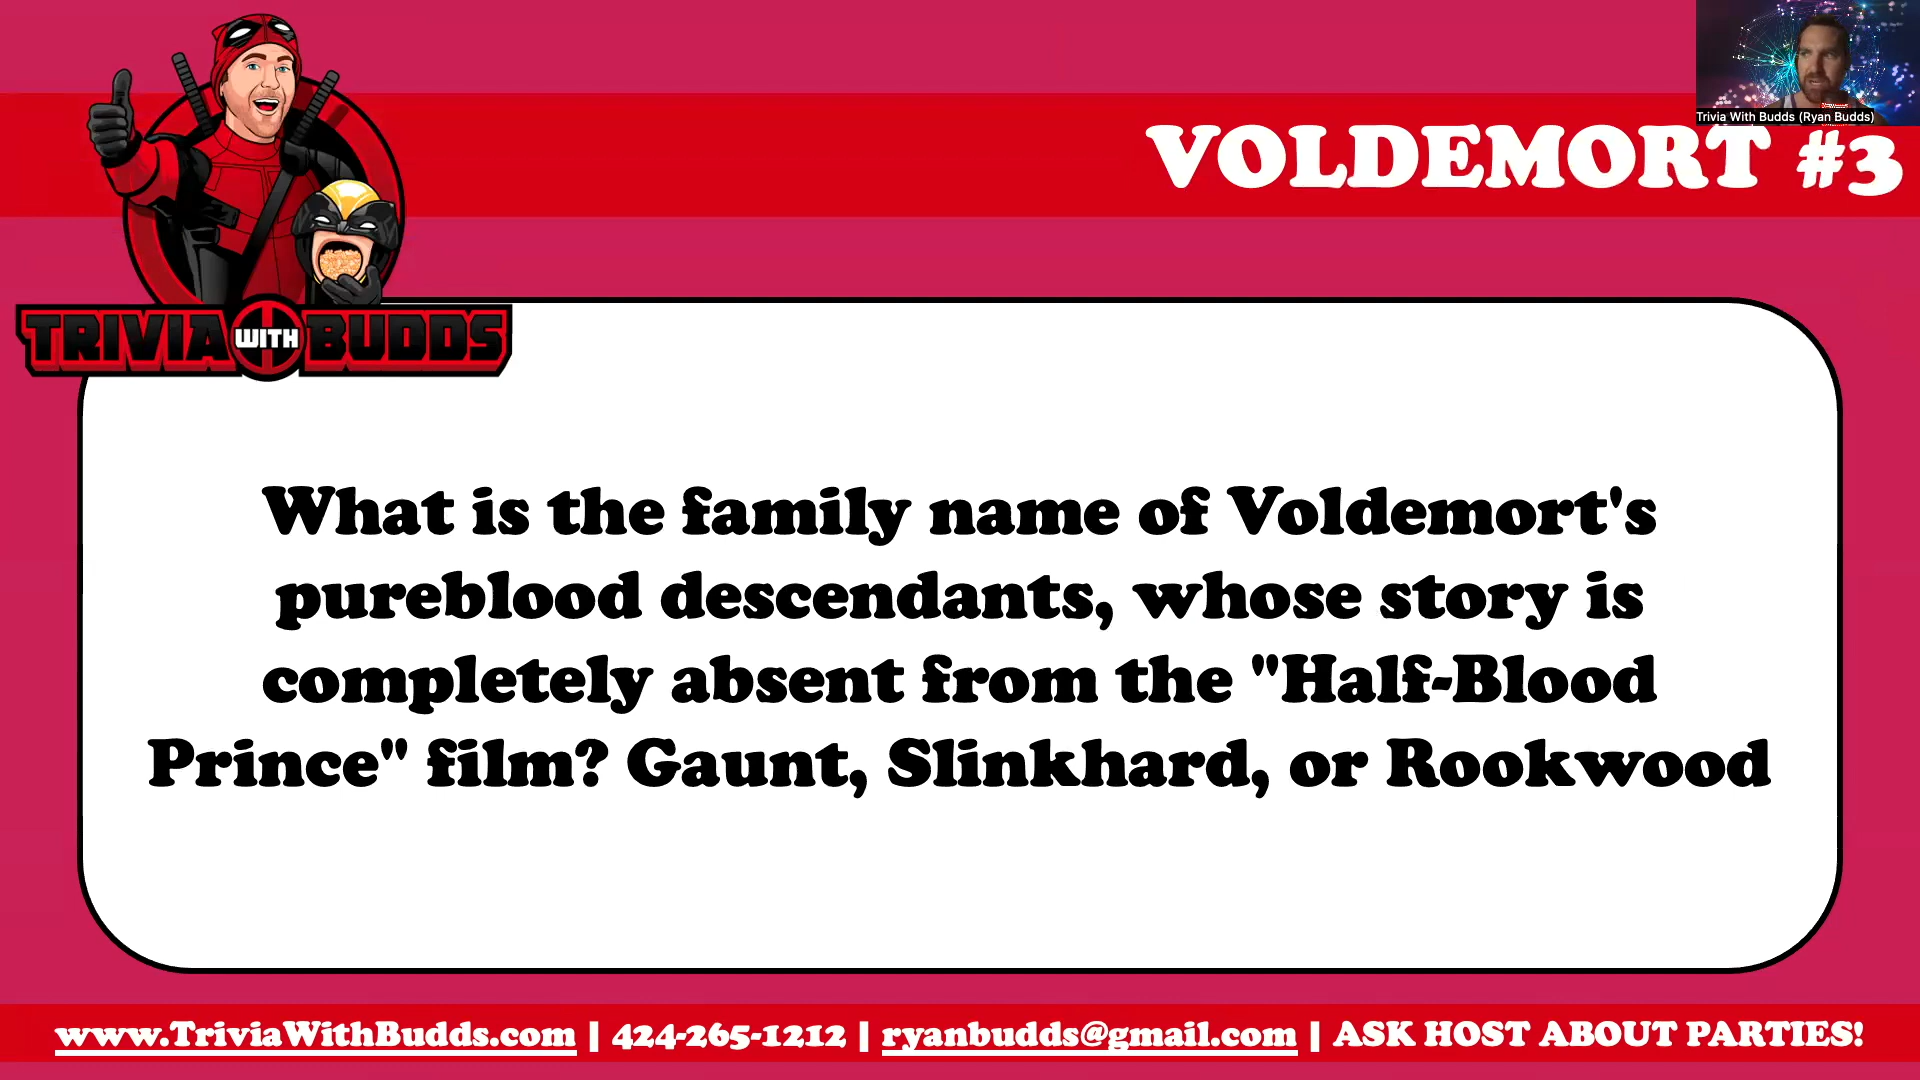 Trivia With Budds (Ryan Budds)
VOLDEMORT #3
TRIVIA WITH BUDDS
What is the family name of Voldemort's
pureblood descendants, whose story is
completely absent from the "Half-Blood
Prince" film? Gaunt, Slinkhard, or Rookwood
www.TriviaWithBudds.com | 424-265-1212 | ryanbudds@gmail.com | ASK HOST ABOUT PARTIES!